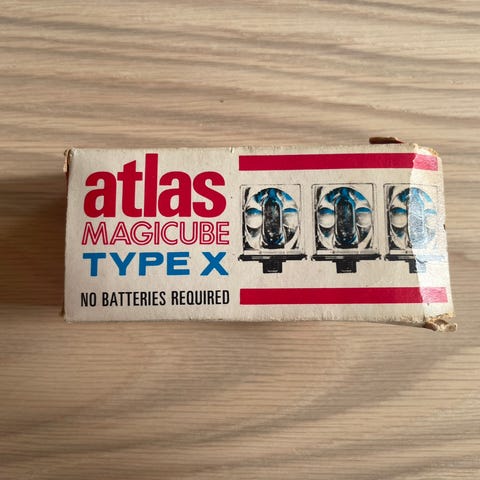 atlas
MAGICUBE
TYPE X
NO BATTERIES REQUIRED